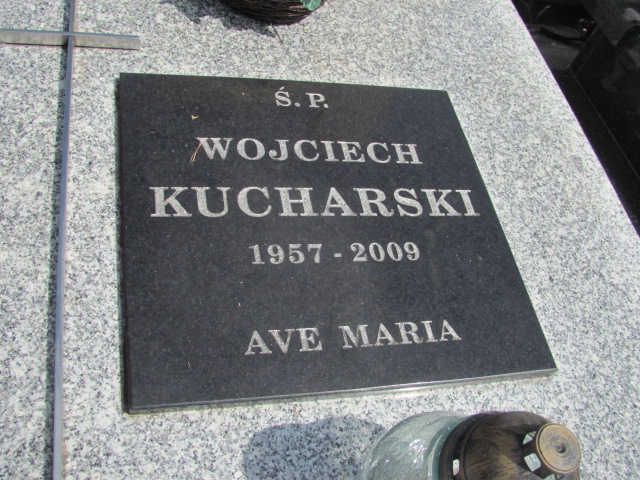 Ś. P.
WOJCIECH
KUCHARSKI
1957 - 2009
AVE MARIA